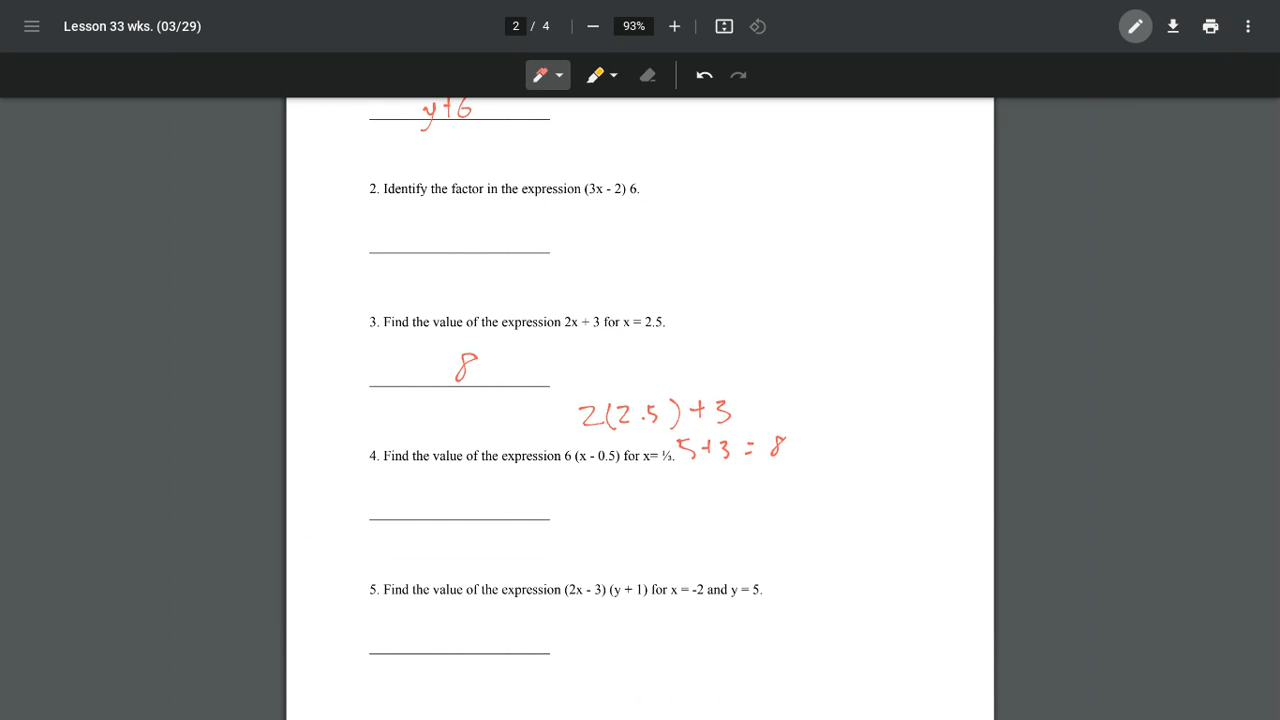 Lesson 33 wks. (03/29)
2 / 4
93%
y+6
2. Identify the factor in the expression (3x - 2) 6.
3. Find the value of the expression 2x + 3 for x = 2.5.
8
2(2.5)+3
5+3 = 8
4. Find the value of the expression 6 (x - 0.5) for x= ⅓.
5. Find the value of the expression (2x - 3) (y + 1) for x = -2 and y = 5.